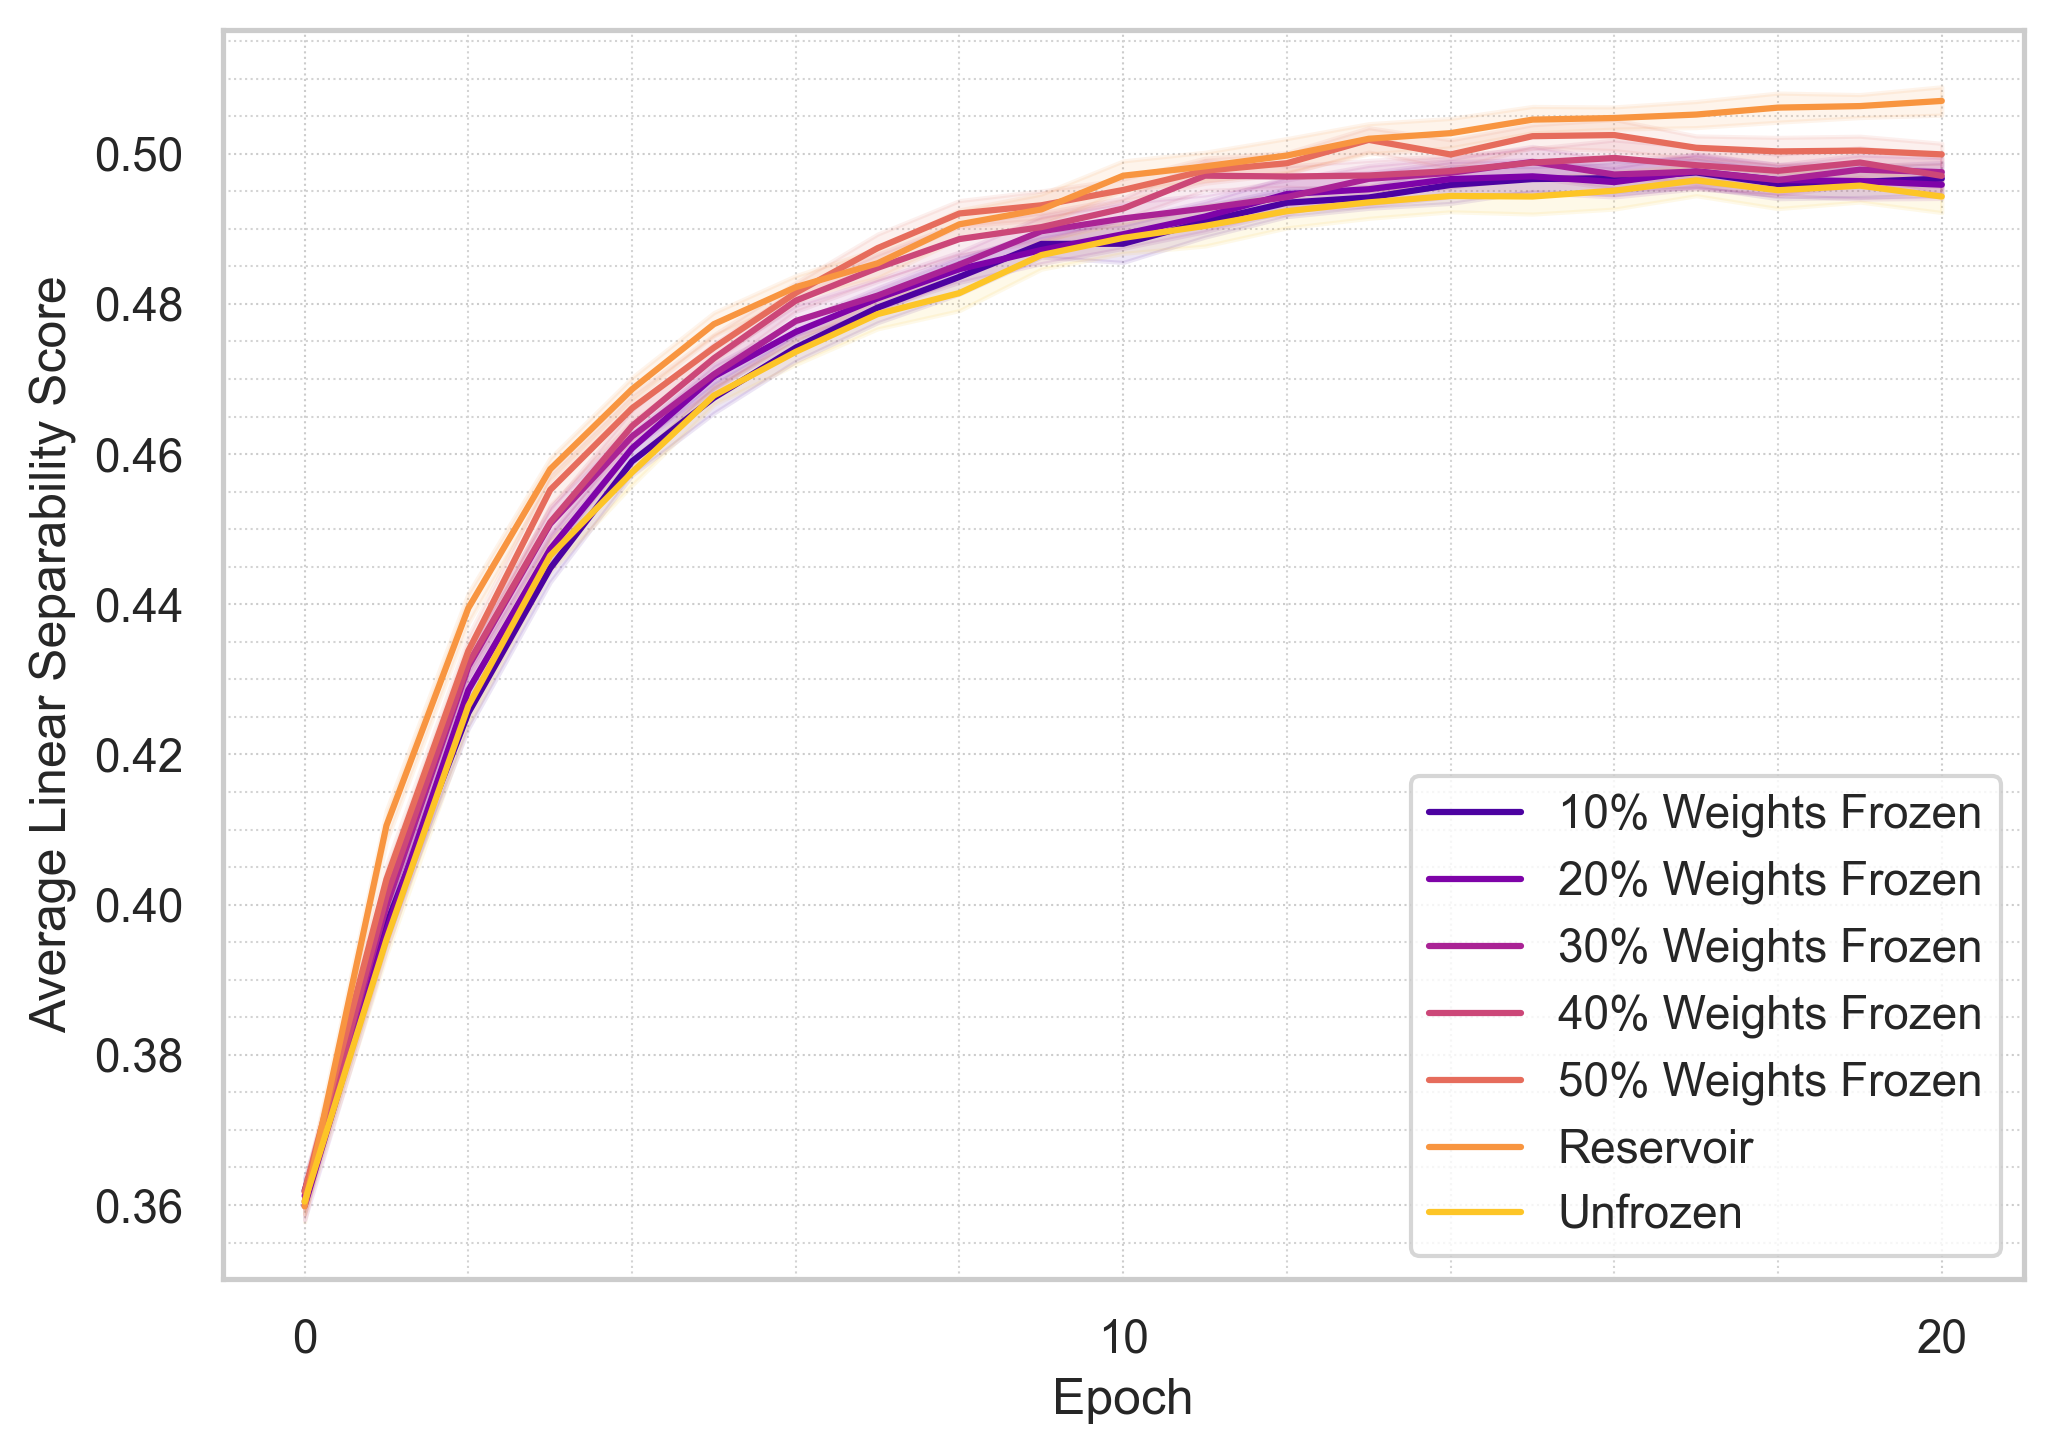 Average Linear Separability Score
0.50
0.48
0.46
0.44
0.42
0.40
0.38
0.36
10% Weights Frozen
20% Weights Frozen
30% Weights Frozen
40% Weights Frozen
50% Weights Frozen
Reservoir
Unfrozen
0 10 20
Epoch